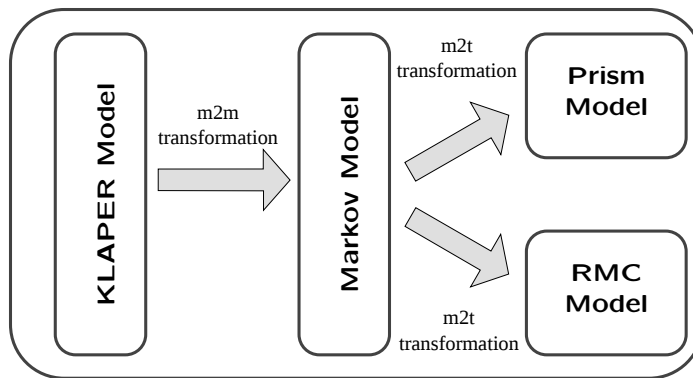 KLAPER Model
m2m
transformation
Markov Model
m2t
transformation
Prism
Model
m2t
transformation
RMC
Model